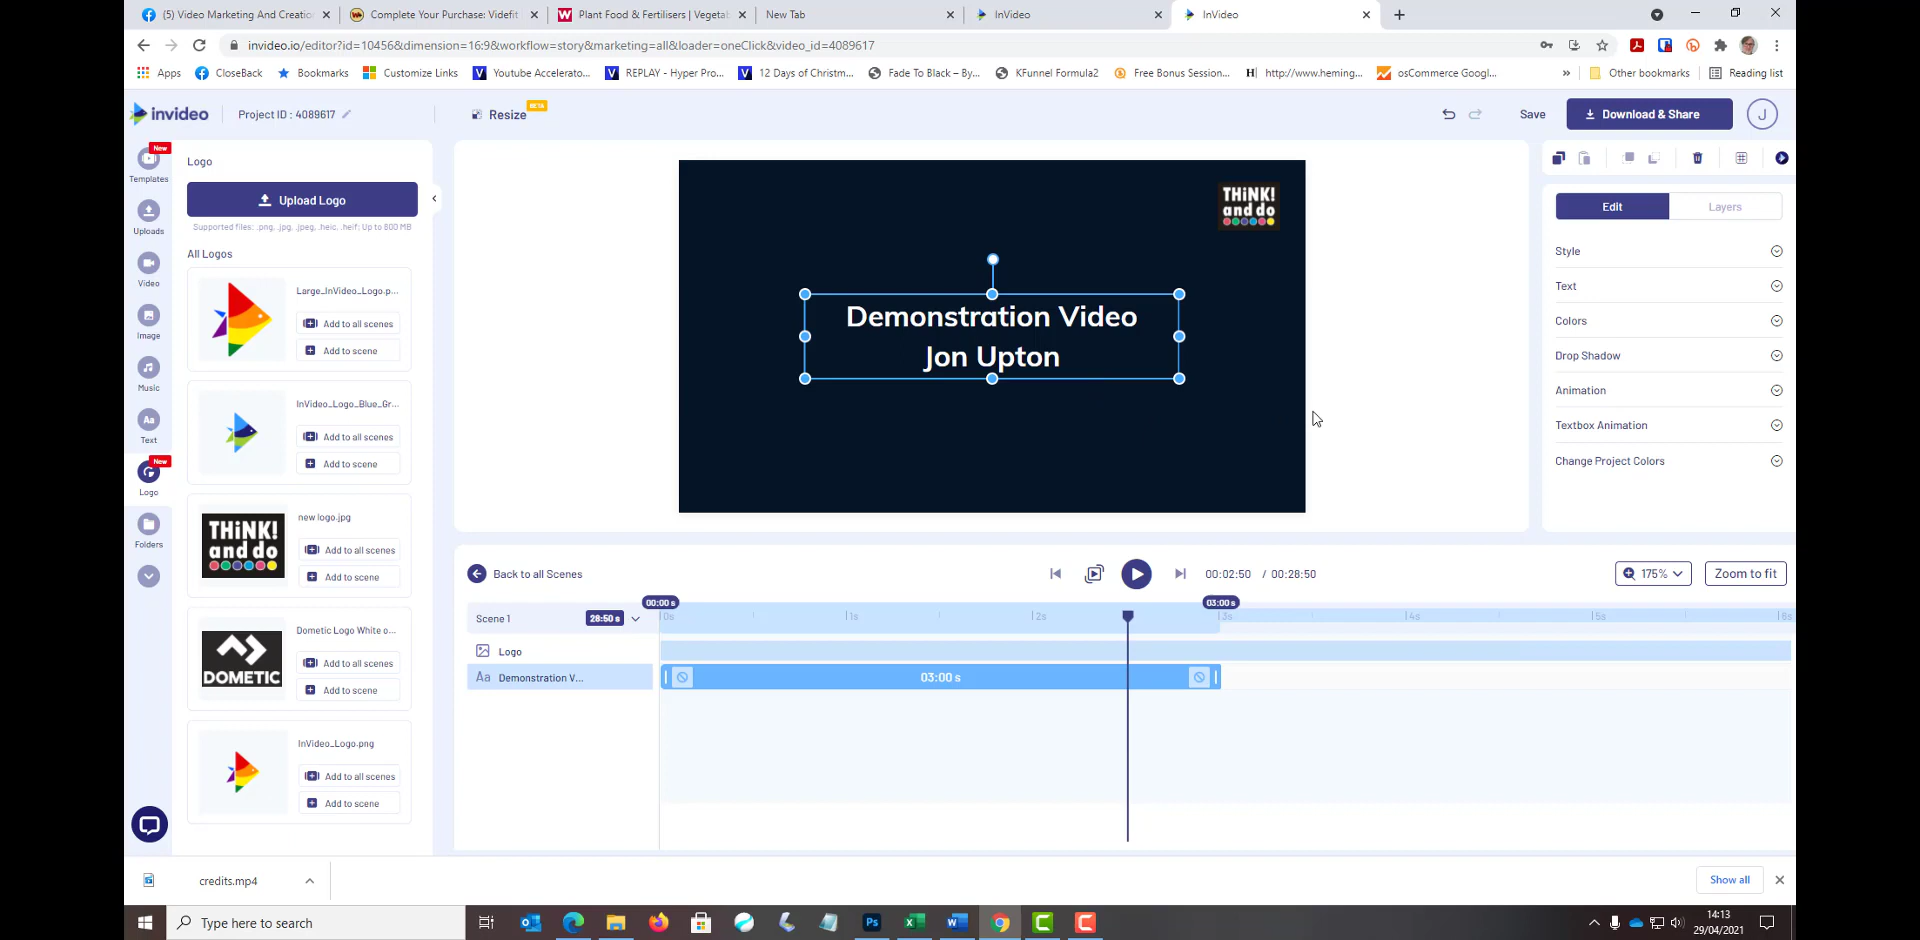 (5) Video Marketing And Creatio
Complete Your Purchase: Videfit
Plant Food & Fertilisers | Vegetab
New Tab
InVideo
InVideo
invideo.io/editor?id=10456&dimension=16:9&workflow=story&marketing=all&loader=oneClick&video_id=4089617
Apps
CloseBack
Bookmarks
Customize Links
Youtube Accelerato...
REPLAY - Hyper Pro...
12 Days of Christm...
Fade To Black – By...
KFunnel Formula2
Free Bonus Session...
http://www.heming...
osCommerce Googl...
Other bookmarks
Reading list
invideo
Project ID : 4089617
Resize
BETA
Save
Download & Share
J
New
Templates
Uploads
Video
Image
Music
Aa
Text
New
Logo
Folders
Logo
Upload Logo
Supported files: .png, .jpg, .jpeg, .heic, .heif; Up to 800 MB
All Logos
Large_InVideo_Logo.p...
Add to all scenes
Add to scene
InVideo_Logo_Blue_Gr...
Add to all scenes
Add to scene
THiNK!
and do
new logo.jpg
Add to all scenes
Add to scene
DOMETIC
Dometic Logo White o...
Add to all scenes
Add to scene
InVideo_Logo.png
Add to all scenes
Add to scene
THiNK!
and do
Demonstration Video
Jon Upton
Edit
Layers
Style
Text
Colors
Drop Shadow
Animation
Textbox Animation
Change Project Colors
Back to all Scenes
00:02:50 / 00:28:50
175%
Zoom to fit
00:00 s
03:00 s
Scene 1
28:50 s
0s
1s
2s
3s
4s
5s
6s
Logo
Aa Demonstration V...
03:00 s
credits.mp4
Show all
Type here to search
14:13
29/04/2021